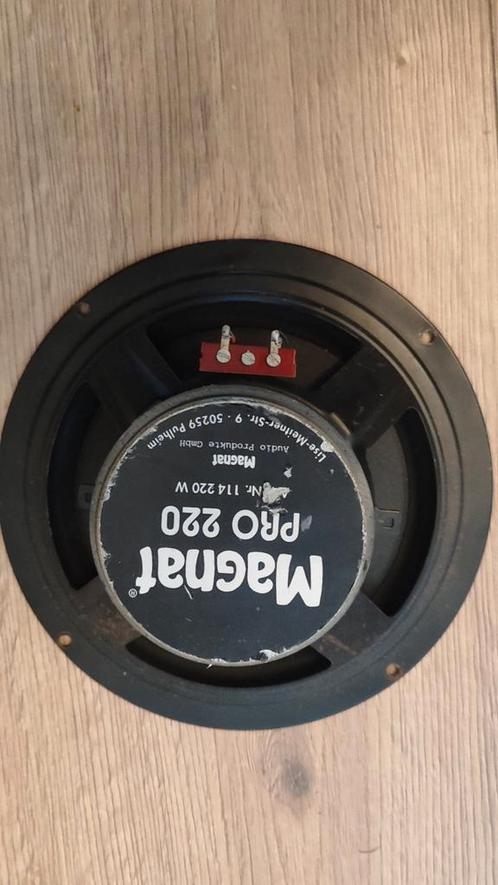 Magnat®
PRO 220
Nr. 114 220 W
Magnat
Audio Produkte GmbH
Lise-Meitner-Str. 9 · 50259 Pulheim